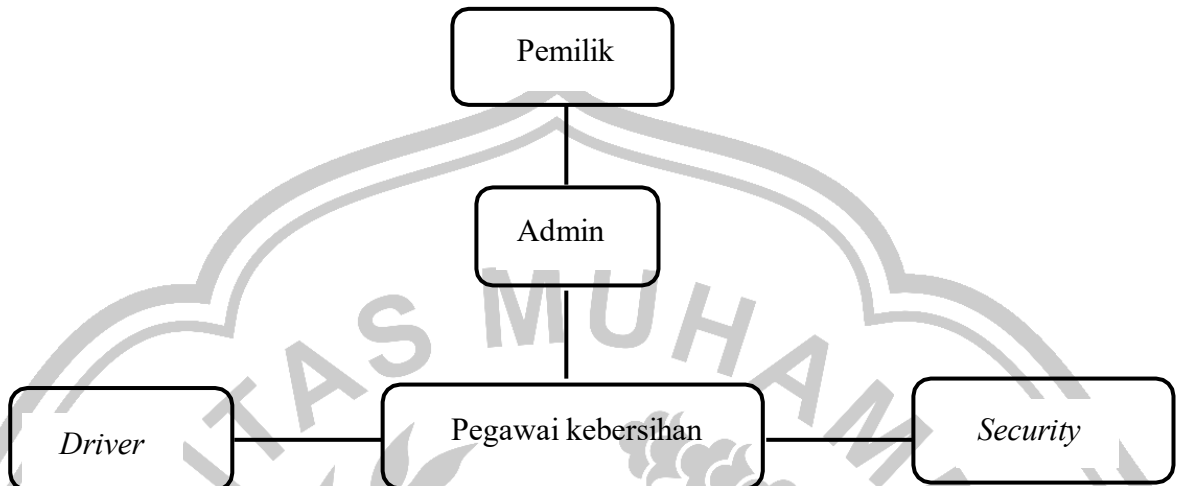 Pemilik
Admin
TAS MUHAM
Driver
Pegawai kebersihan
Security